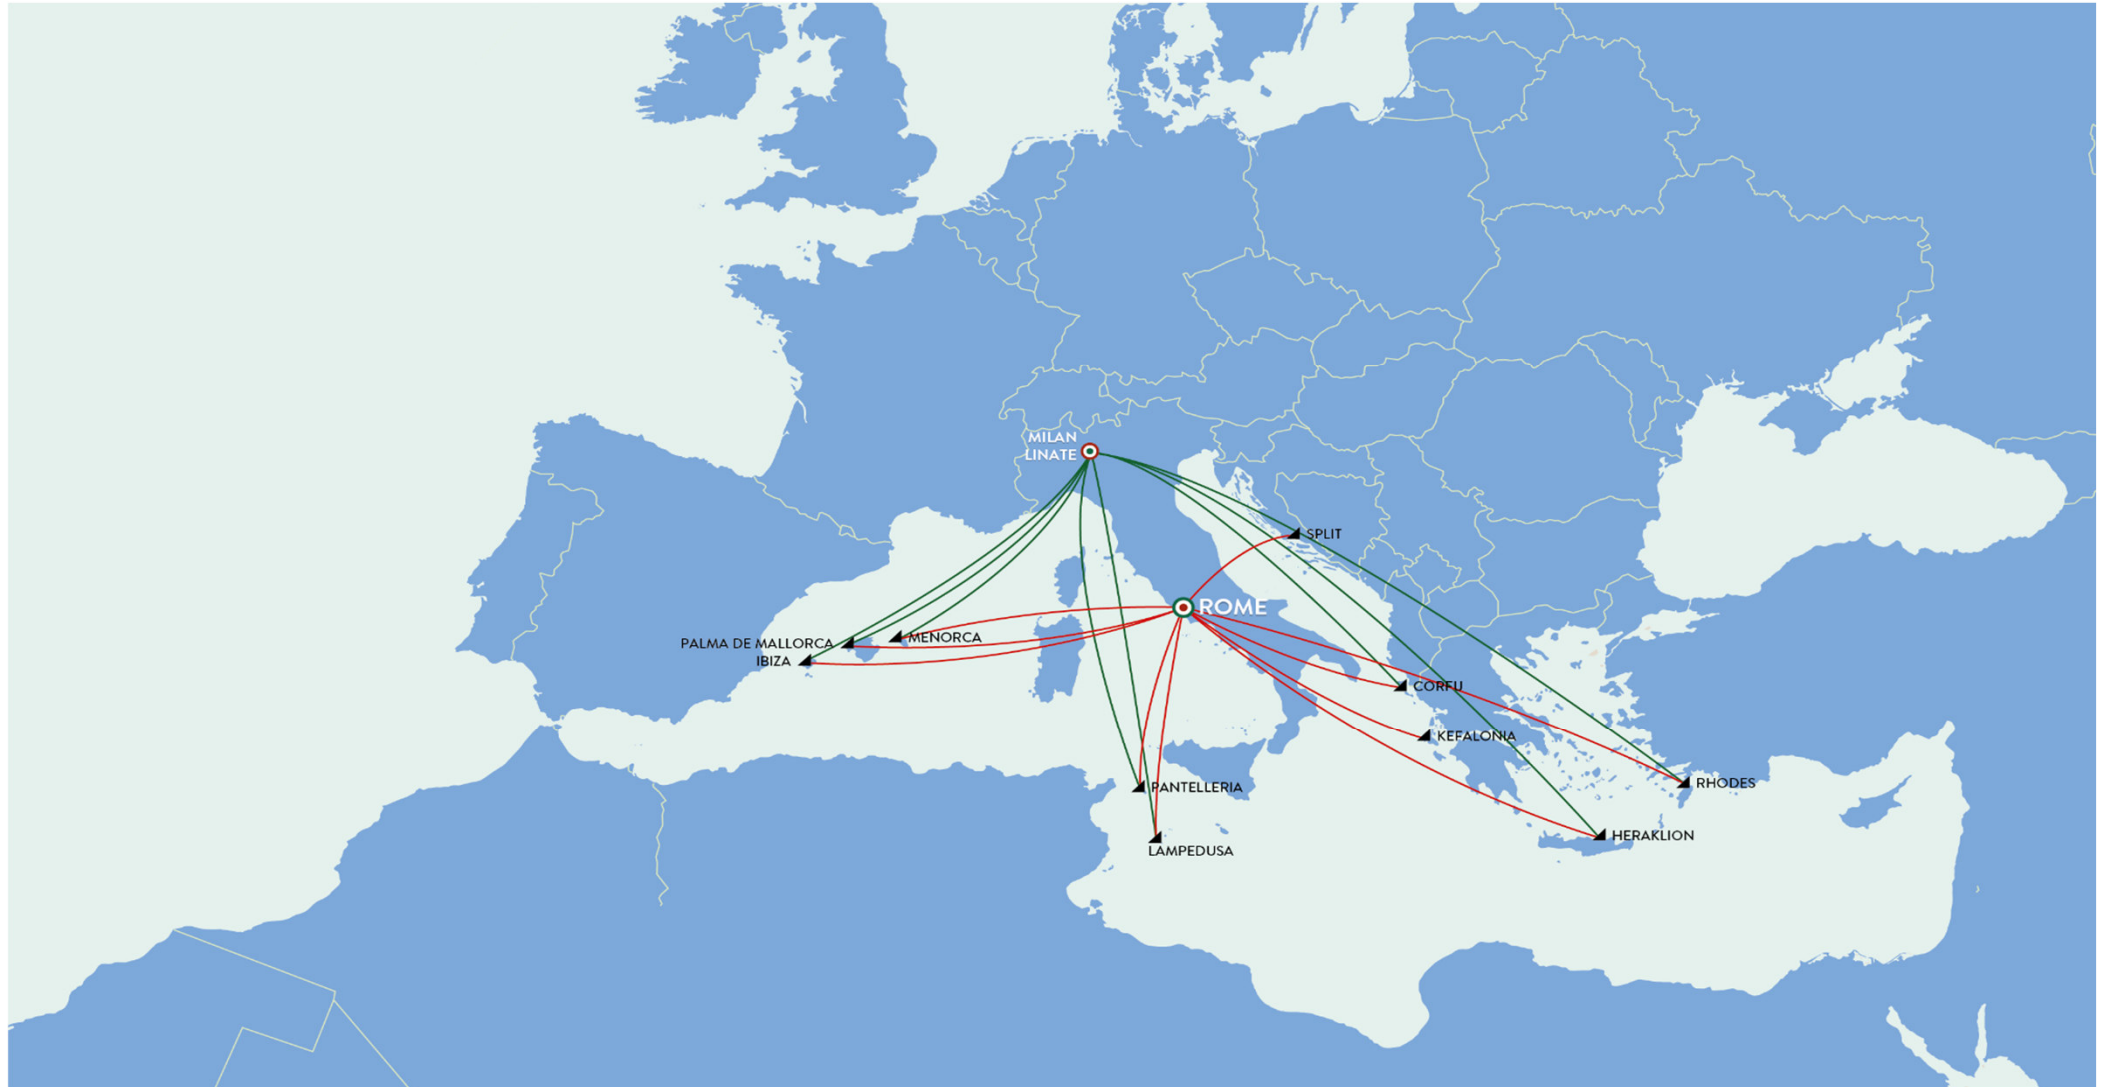 MILAN
LINATE
SPLIT
ROME
PALMA DE MALLORCA
MENORCA
IBIZA
CORFU
KEFALONIA
RHODES
PANTELLERIA
HERAKLION
LAMPEDUSA